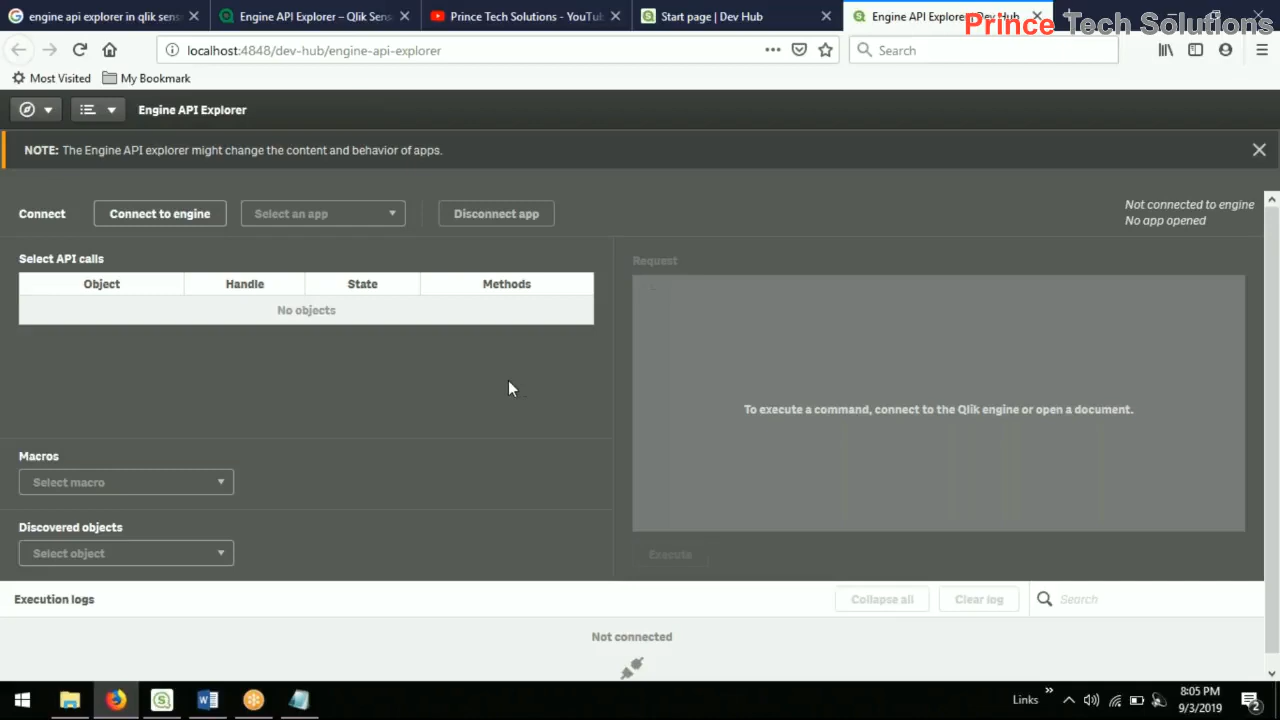 engine api explorer in qlik sens
Engine API Explorer – Qlik Sens
Prince Tech Solutions - YouTub
Start page | Dev Hub
Engine API Explorer | Dev Hub
Prince Tech Solutions
localhost:4848/dev-hub/engine-api-explorer
Search
Most Visited
My Bookmark
Engine API Explorer
NOTE: The Engine API explorer might change the content and behavior of apps.
Connect
Connect to engine
Select an app
Disconnect app
Not connected to engine
No app opened
Select API calls
Object Handle State Methods
No objects
Request
1
To execute a command, connect to the Qlik engine or open a document.
Macros
Select macro
Discovered objects
Select object
Execute
Execution logs
Collapse all
Clear log
Search
Not connected
Links
8:05 PM
9/3/2019
2